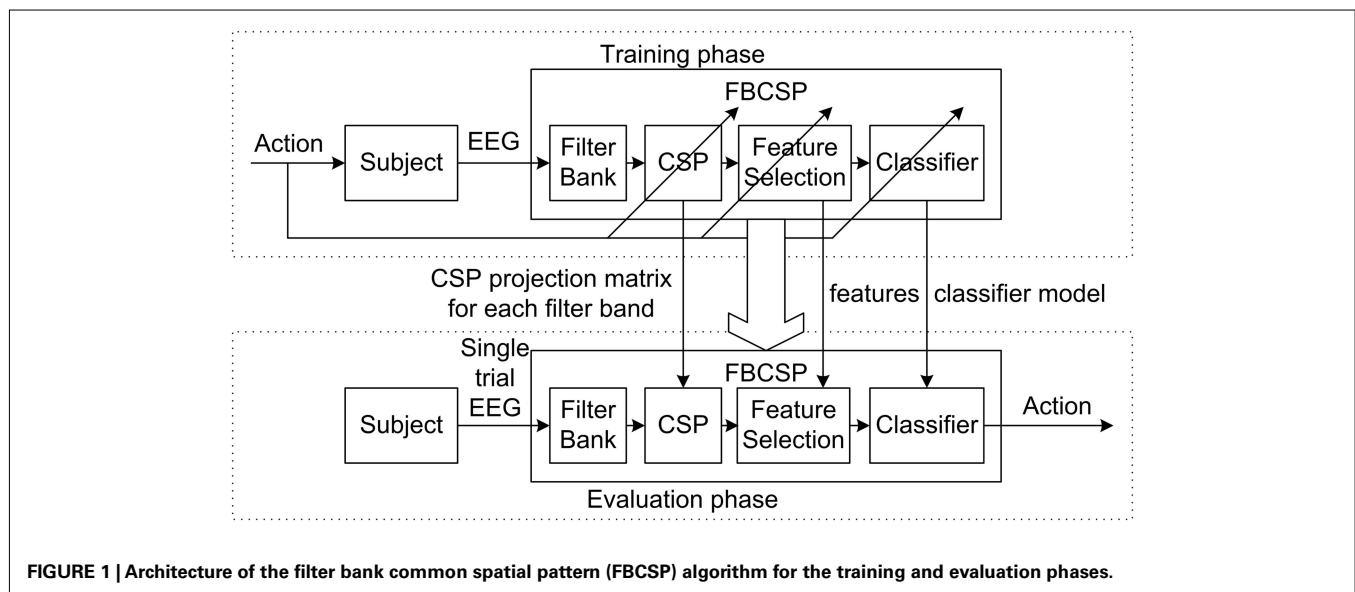 Training phase
FBCSP
Action
Subject
EEG
Filter
Bank
CSP
Feature
Selection
Classifier
CSP projection matrix
for each filter band
features
classifier model
Single
trial
EEG
FBCSP
Subject
Filter
Bank
CSP
Feature
Selection
Classifier
Action
Evaluation phase
FIGURE 1 | Architecture of the filter bank common spatial pattern (FBCSP) algorithm for the training and evaluation phases.